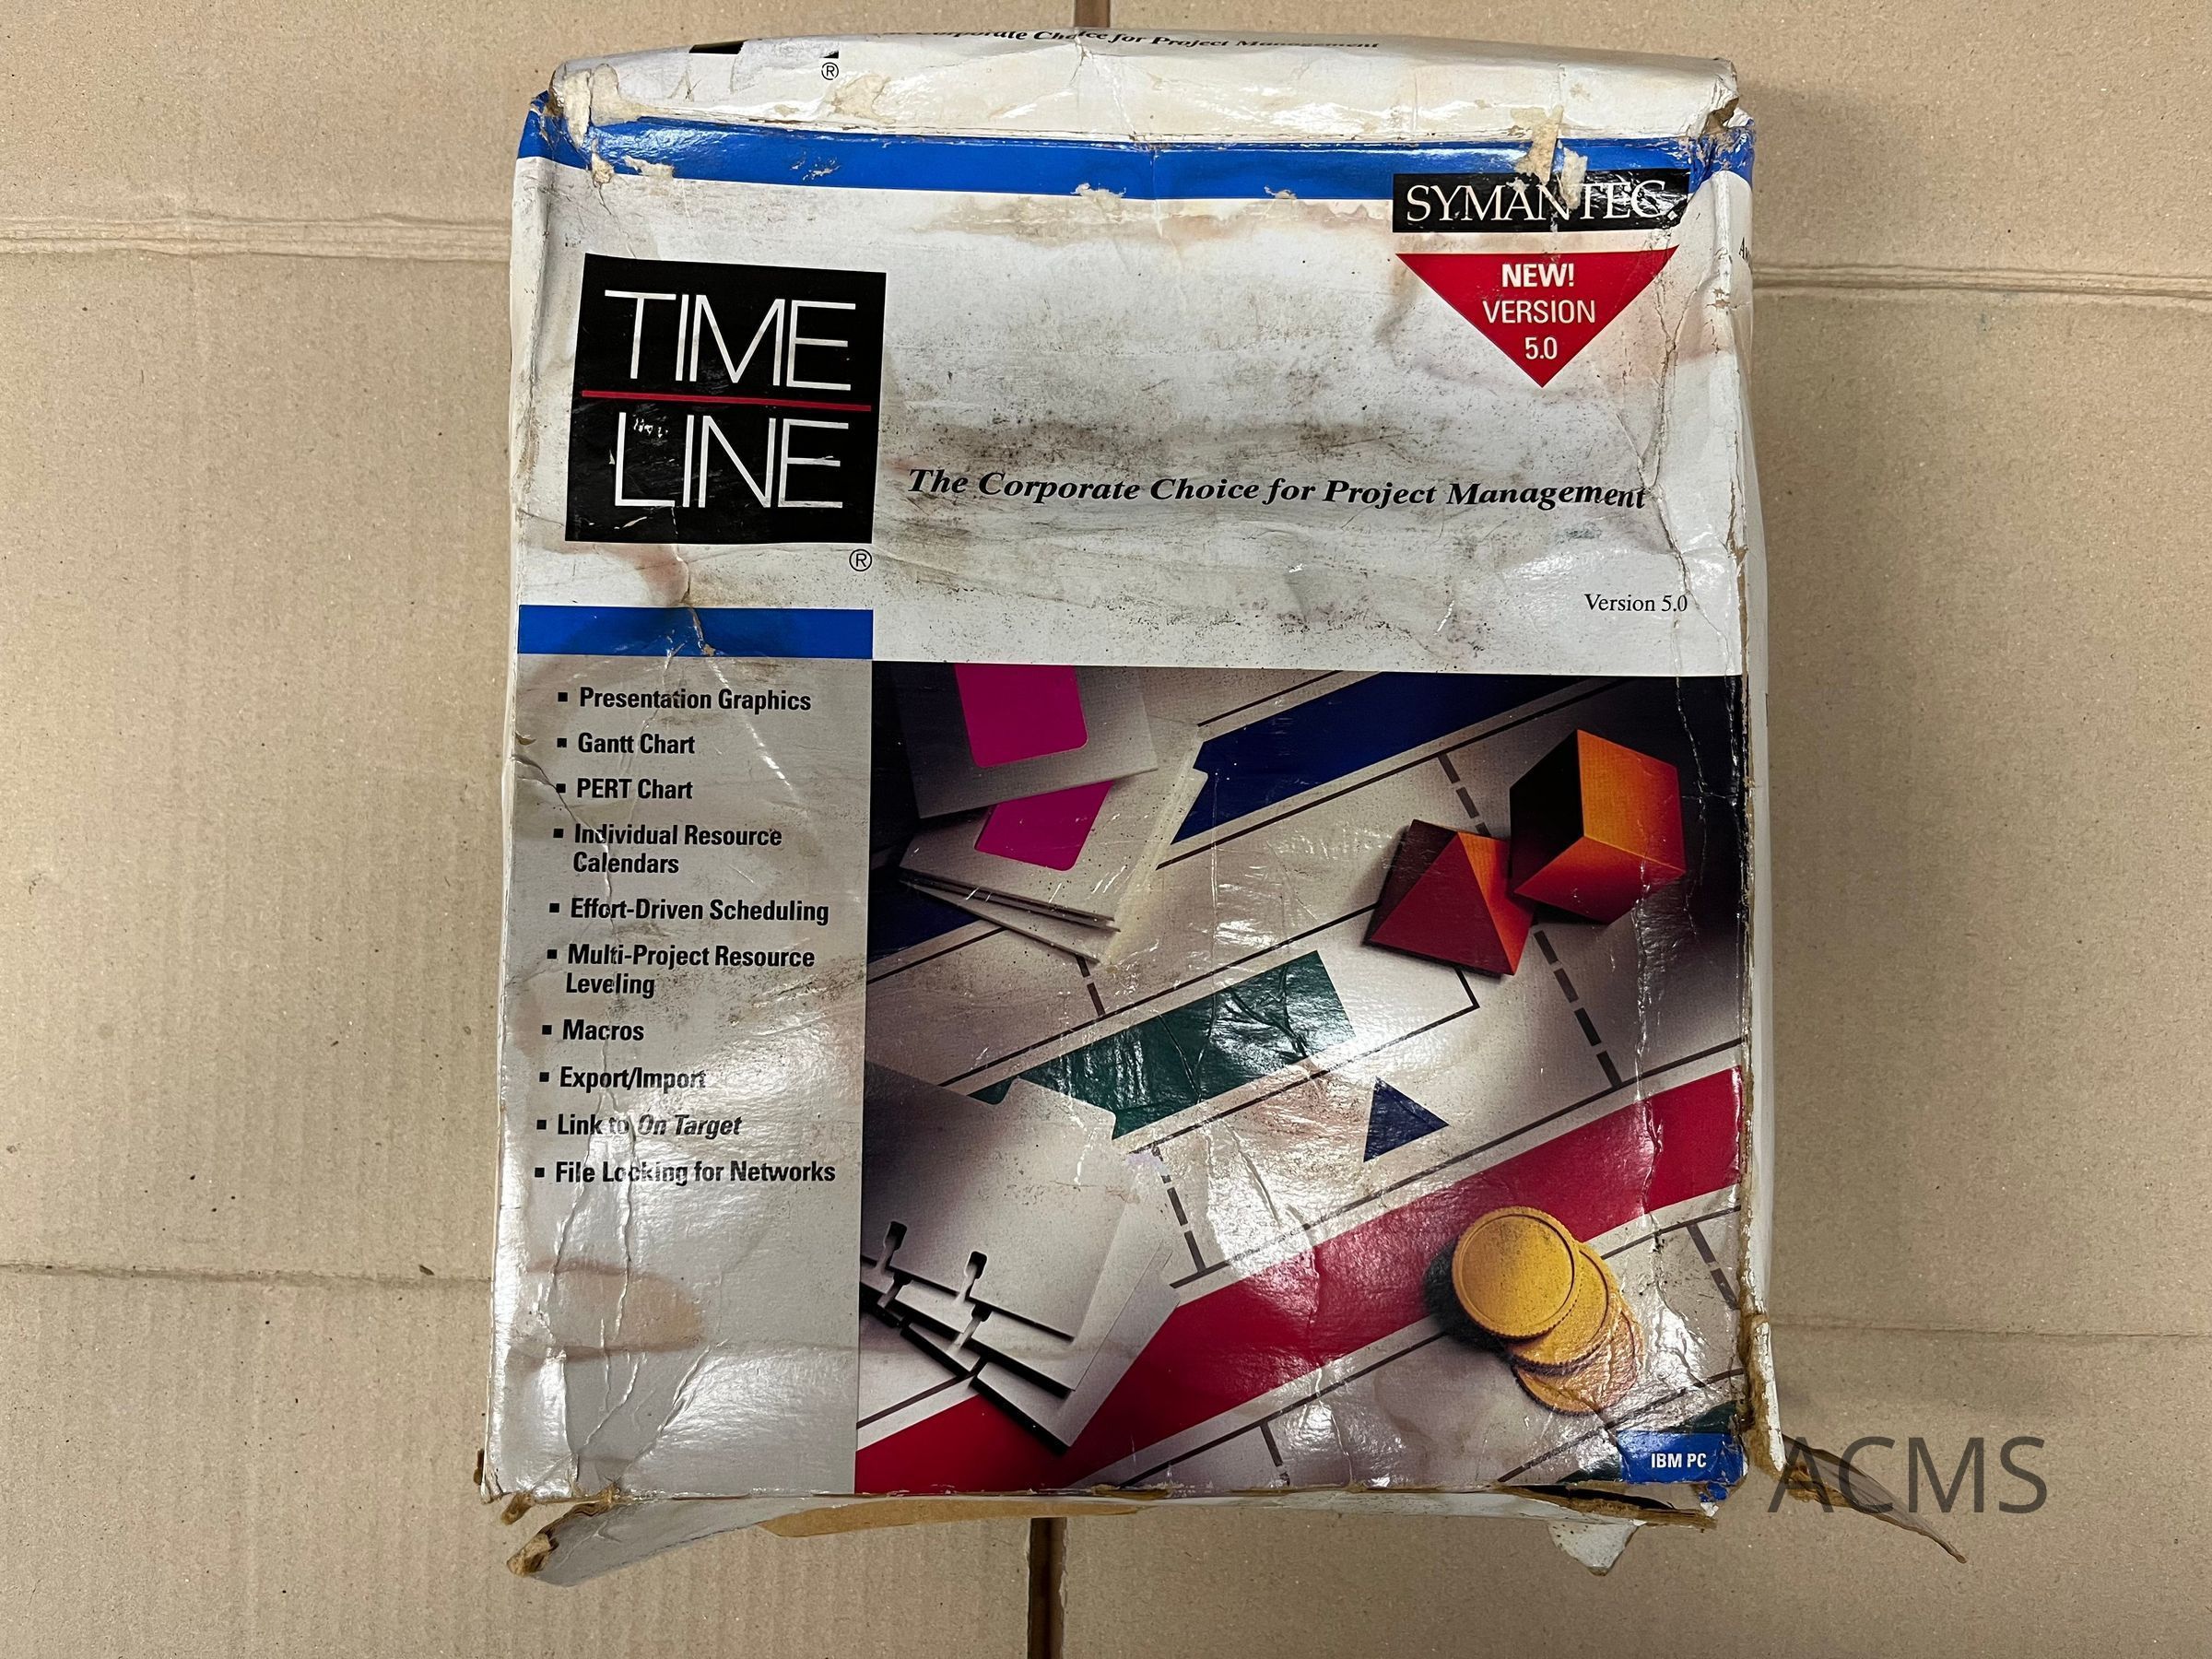 Corporate Choice for Project Management
®
SYMANTEC.
NEW!
VERSION
5.0
TIME
LINE
®
The Corporate Choice for Project Management
Version 5.0
▪ Presentation Graphics
▪ Gantt Chart
▪ PERT Chart
▪ Individual Resource
Calendars
▪ Effort-Driven Scheduling
▪ Multi-Project Resource
Leveling
▪ Macros
▪ Export/Import
▪ Link to On Target
▪ File Locking for Networks
IBM PC
ACMS